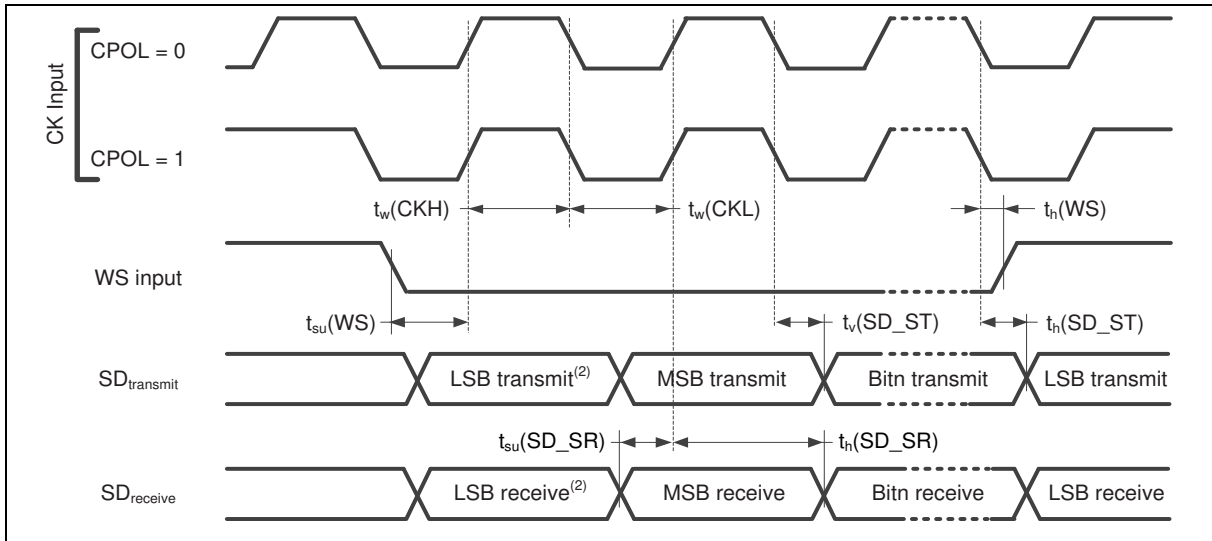 CK Input
CPOL = 0
CPOL = 1
tw(CKH)
tw(CKL)
th(WS)
WS input
tsu(WS)
tv(SD_ST)
th(SD_ST)
SDtransmit
LSB transmit(2)
MSB transmit
Bitn transmit
LSB transmit
tsu(SD_SR)
th(SD_SR)
SDreceive
LSB receive(2)
MSB receive
Bitn receive
LSB receive